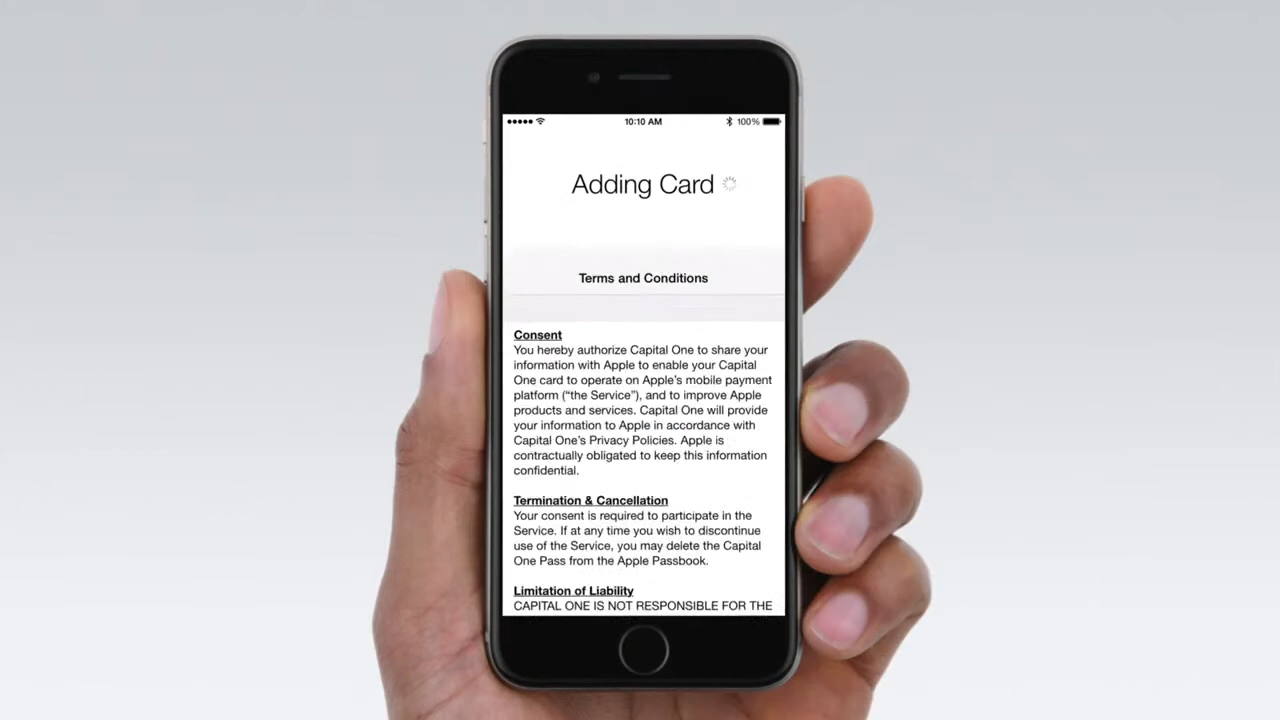 10:10 AM
100%
Adding Card
Terms and Conditions
Consent
You hereby authorize Capital One to share your
information with Apple to enable your Capital
One card to operate on Apple's mobile payment
platform (“the Service”), and to improve Apple
products and services. Capital One will provide
your information to Apple in accordance with
Capital One's Privacy Policies. Apple is
contractually obligated to keep this information
confidential.
Termination & Cancellation
Your consent is required to participate in the
Service. If at any time you wish to discontinue
use of the Service, you may delete the Capital
One Pass from the Apple Passbook.
Limitation of Liability
CAPITAL ONE IS NOT RESPONSIBLE FOR THE